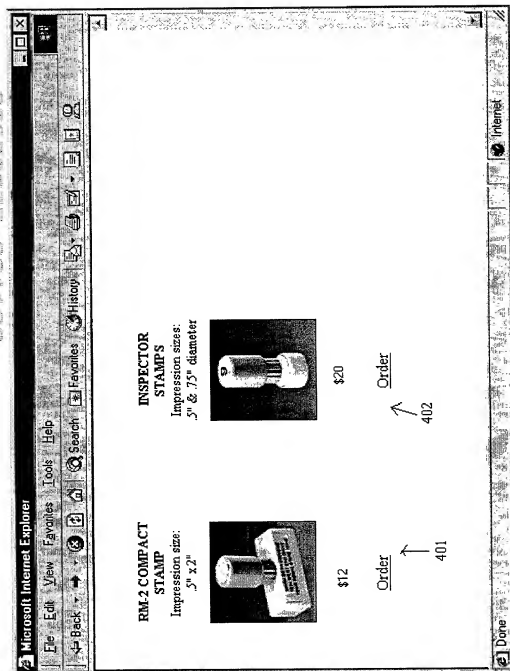 Microsoft Internet Explorer
File Edit View Favorites Tools Help
Back Search Favorites History
RM-2 COMPACT
STAMP
Impression size:
.5" x2"
$12
Order
401
INSPECTOR
STAMPS
Impression sizes:
.5" & .75" diameter
$20
Order
402
Done Internet